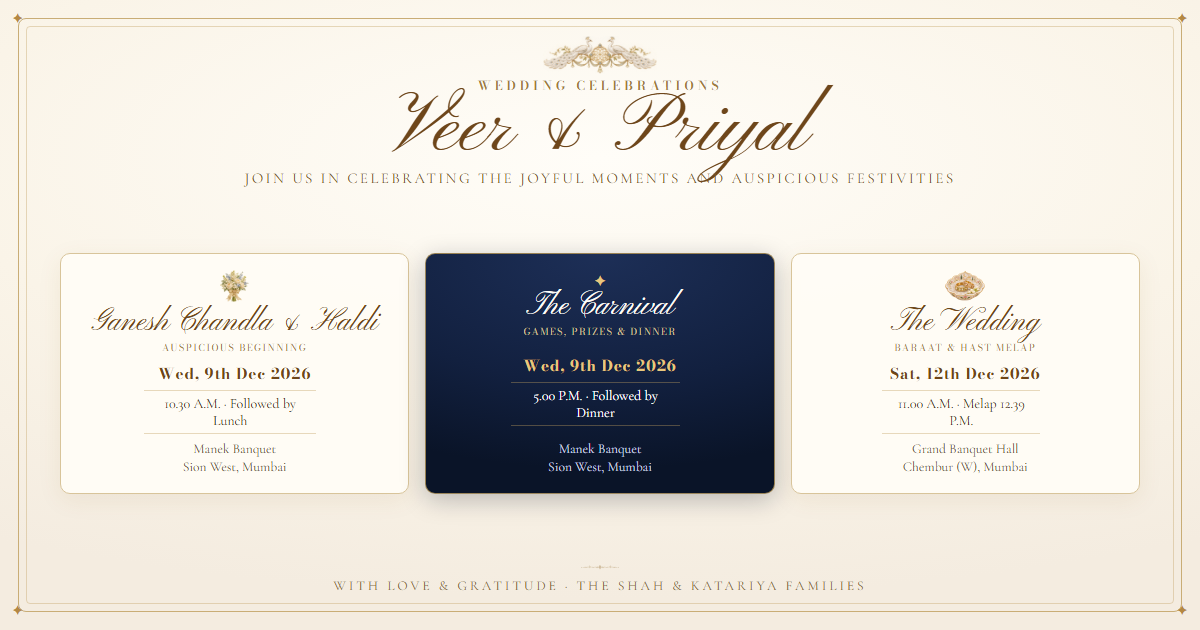 WEDDING CELEBRATIONS
Veer & Priyal
JOIN US IN CELEBRATING THE JOYFUL MOMENTS AND AUSPICIOUS FESTIVITIES
Ganesh Chandla & Haldi
AUSPICIOUS BEGINNING
Wed, 9th Dec 2026
10.30 A.M. · Followed by
Lunch
Manek Banquet
Sion West, Mumbai
The Carnival
GAMES, PRIZES & DINNER
Wed, 9th Dec 2026
5.00 P.M. · Followed by
Dinner
Manek Banquet
Sion West, Mumbai
The Wedding
BARAAT & HAST MELAP
Sat, 12th Dec 2026
11.00 A.M. · Melap 12.39
P.M.
Grand Banquet Hall
Chembur (W), Mumbai
WITH LOVE & GRATITUDE · THE SHAH & KATARIYA FAMILIES